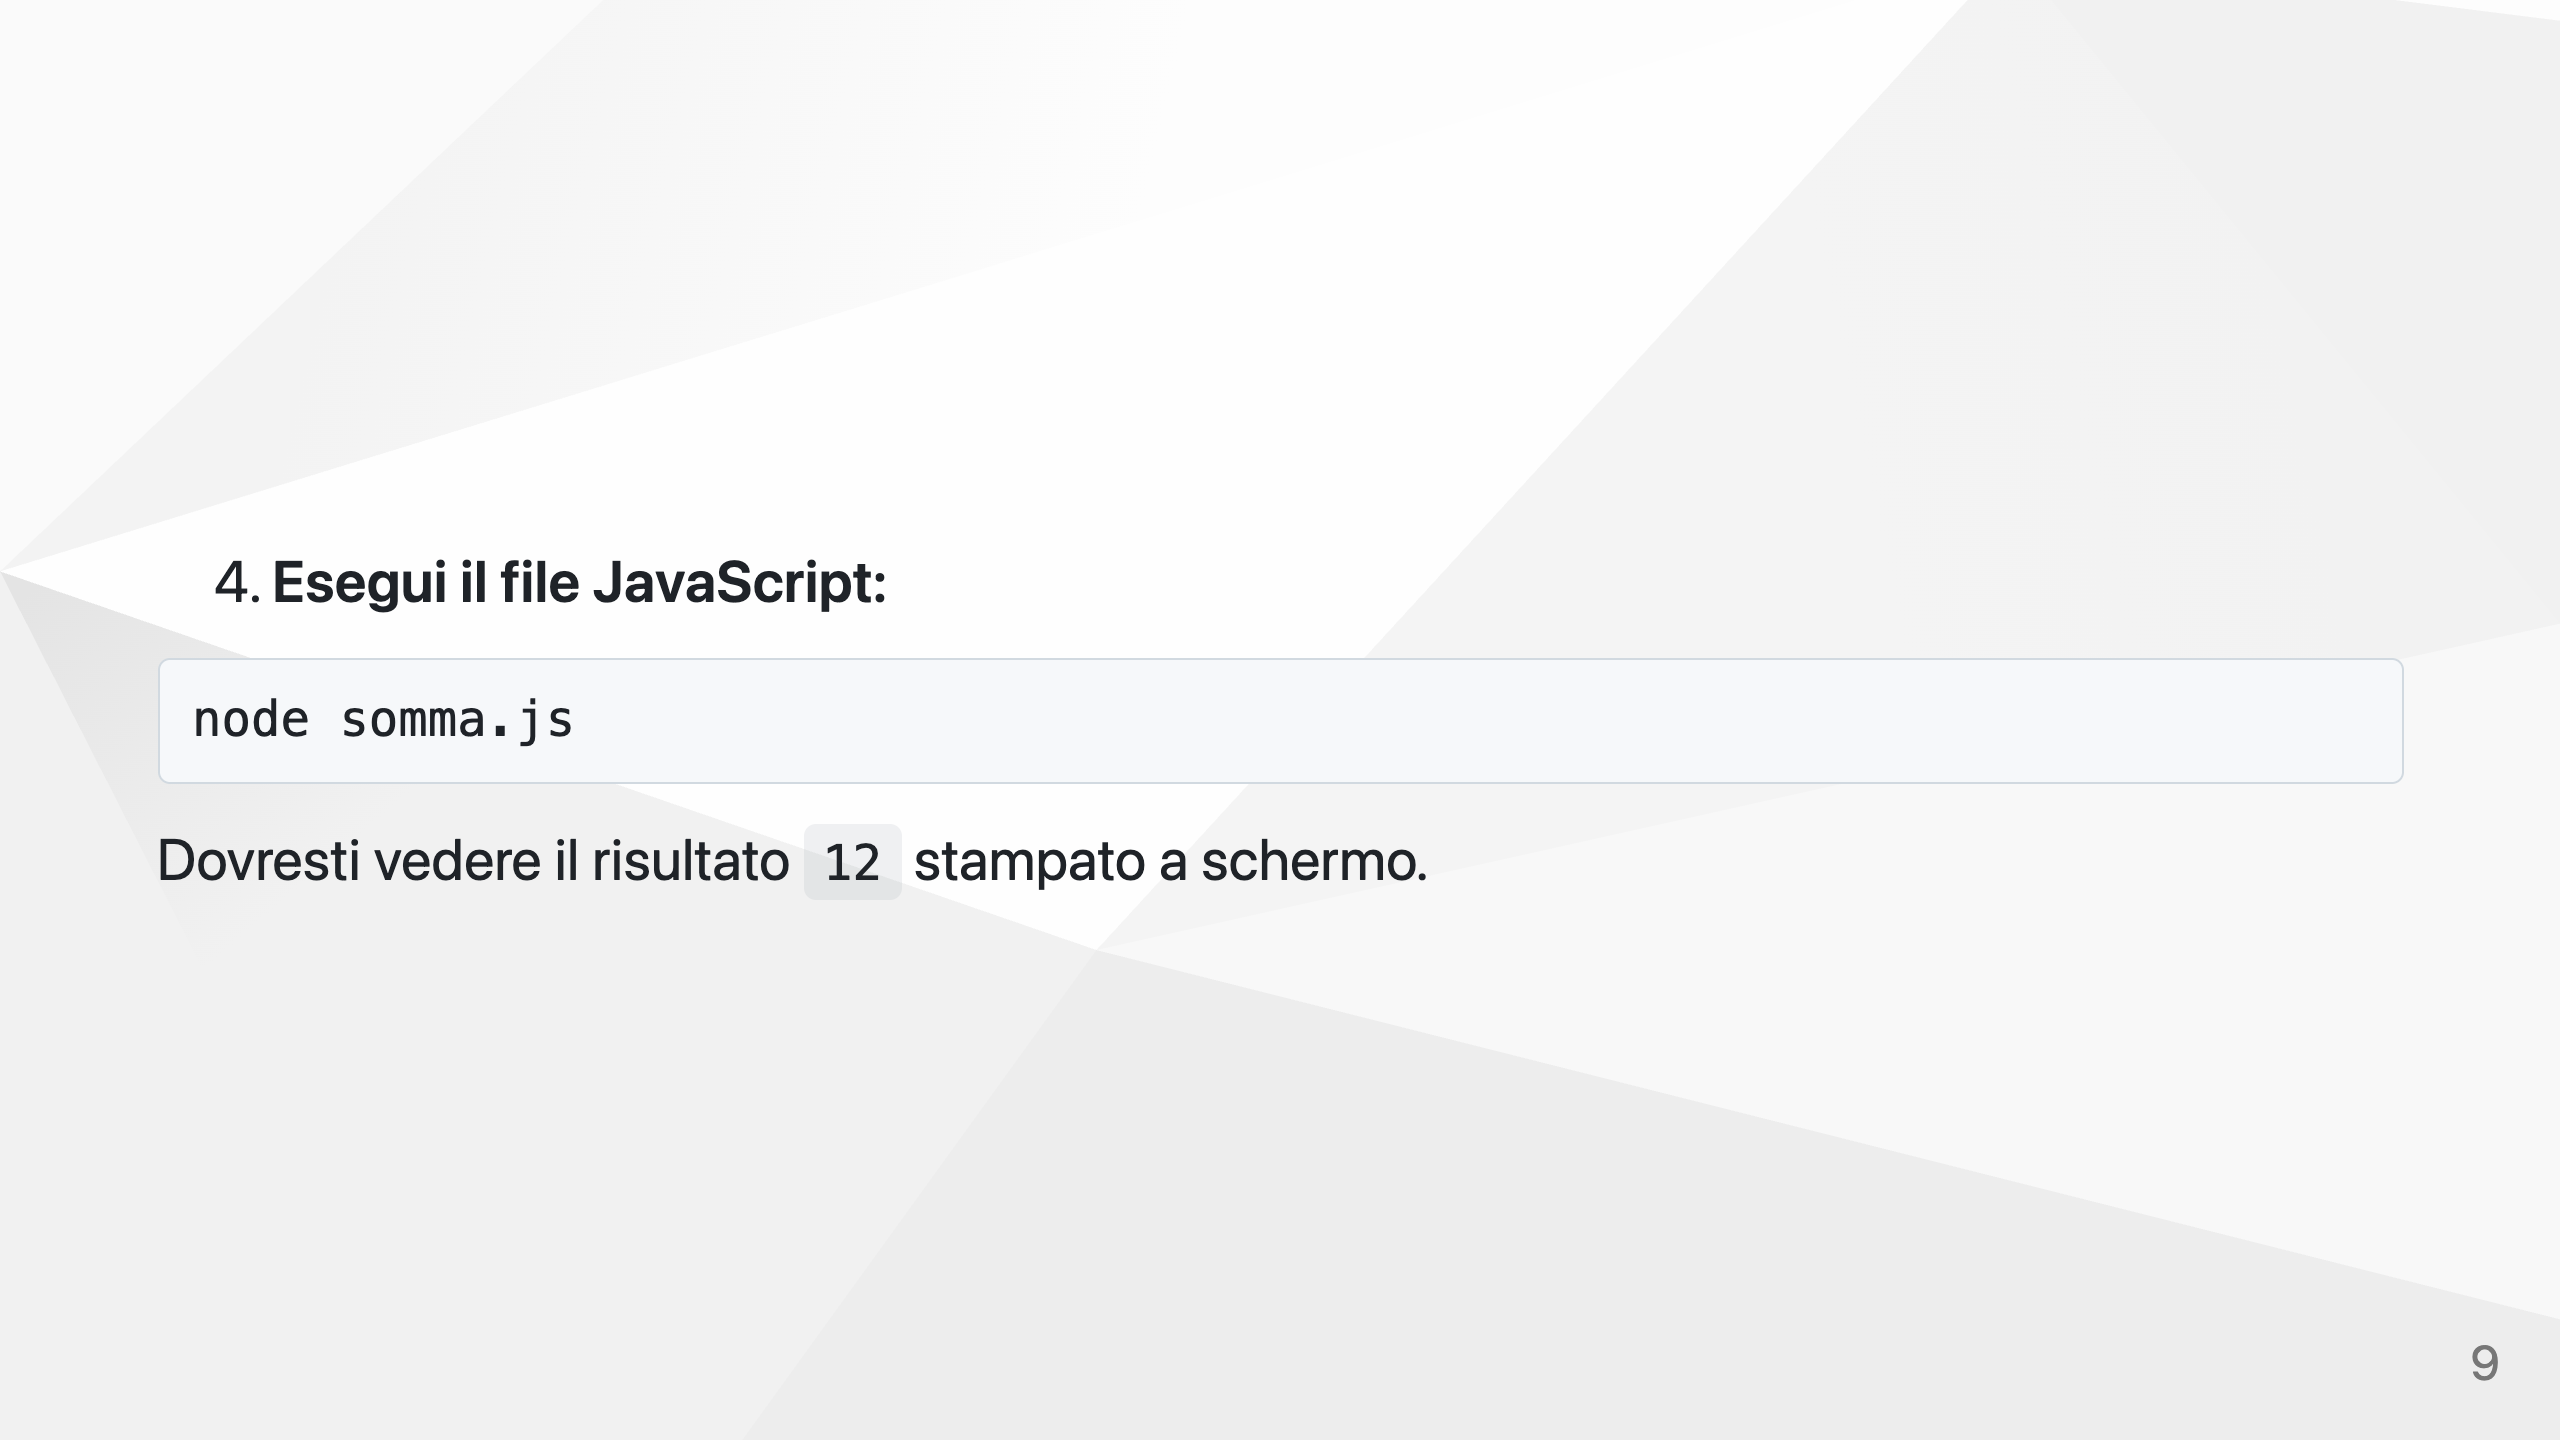 4. Esegui il file JavaScript:
node somma.js
Dovresti vedere il risultato 12 stampato a schermo.
9